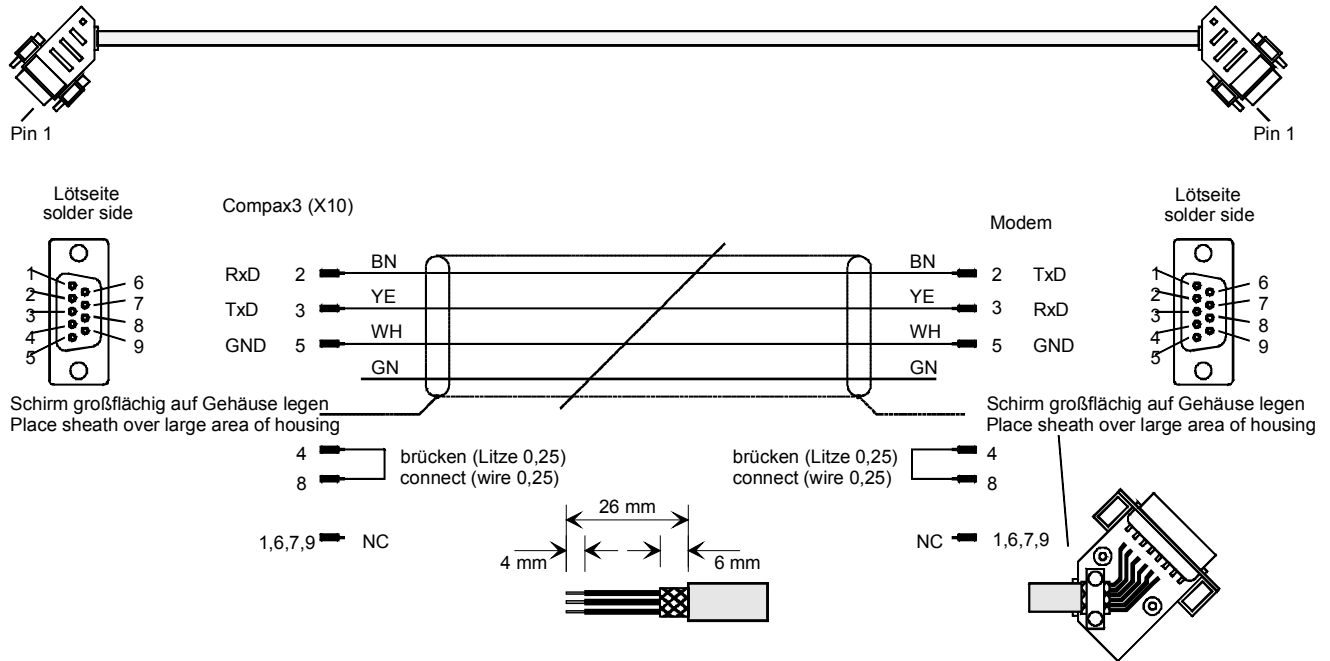 Pin 1
Pin 1
Lötseite
solder side
Compax3 (X10)
Modem
Lötseite
solder side
1
2
3
4
5
6
7
8
9
RxD 2 BN BN 2 TxD
TxD 3 YE YE 3 RxD
GND 5 WH WH 5 GND
GN GN
1
2
3
4
5
6
7
8
9
Schirm großflächig auf Gehäuse legen
Place sheath over large area of housing
Schirm großflächig auf Gehäuse legen
Place sheath over large area of housing
4
8
brücken (Litze 0,25)
connect (wire 0,25)
brücken (Litze 0,25)
connect (wire 0,25)
4
8
1,6,7,9 NC
26 mm
4 mm
6 mm
NC 1,6,7,9